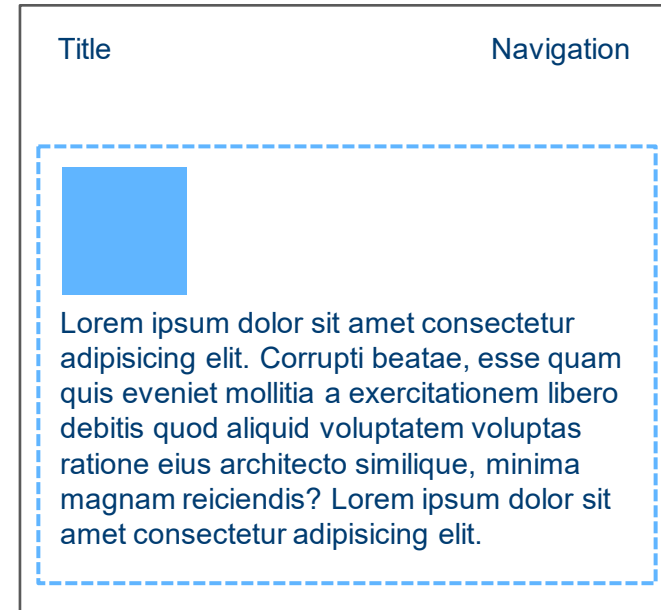 Title
Navigation
Lorem ipsum dolor sit amet consectetur
adipisicing elit. Corrupti beatae, esse quam
quis eveniet mollitia a exercitationem libero
debitis quod aliquid voluptatem voluptas
ratione eius architecto similique, minima
magnam reiciendis? Lorem ipsum dolor sit
amet consectetur adipisicing elit.